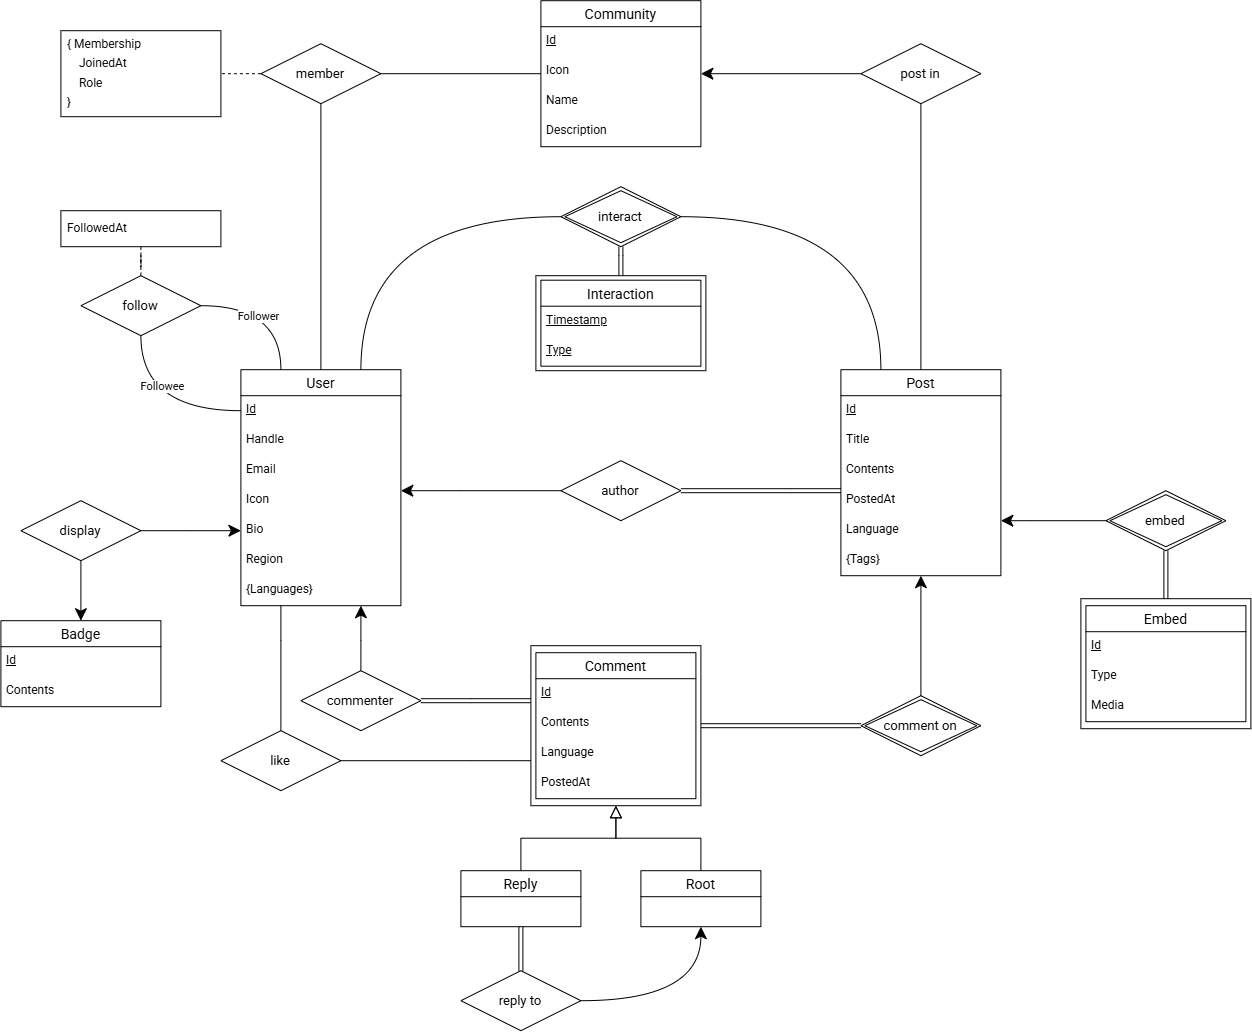 Community
Id
Icon
Name
Description
{ Membership
JoinedAt
Role
}
member
post in
FollowedAt
follow
Follower
Followee
interact
Interaction
Timestamp
Type
User
Id
Handle
Email
Icon
Bio
Region
{Languages}
author
Post
Id
Title
Contents
PostedAt
Language
{Tags}
embed
Embed
Id
Type
Media
display
Badge
Id
Contents
commenter
like
Comment
Id
Contents
Language
PostedAt
comment on
Reply
Root
reply to